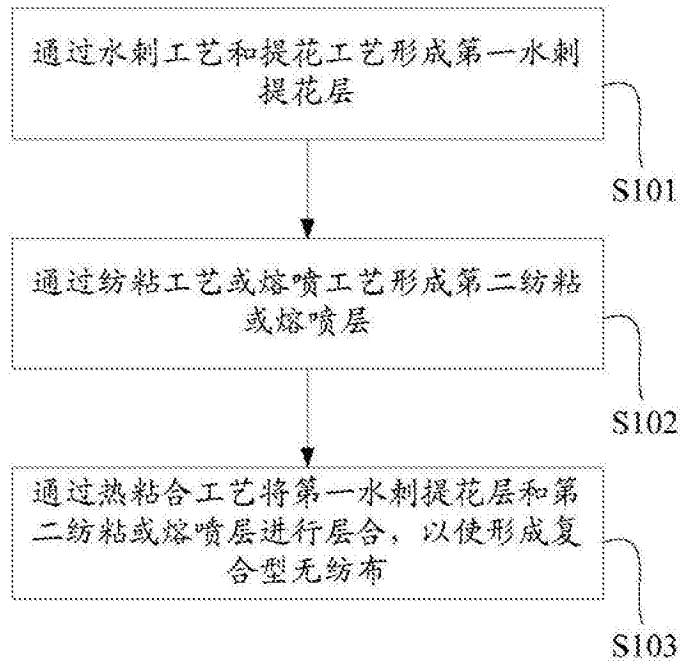 通过水刺工艺和提花工艺形成第一水刺
提花层
S101
通过纺粘工艺或熔喷工艺形成第二纺粘
或熔喷层
S102
通过热粘合工艺将第一水刺提花层和第
二纺粘或熔喷层进行层合，以使形成复
合型无纺布
S103